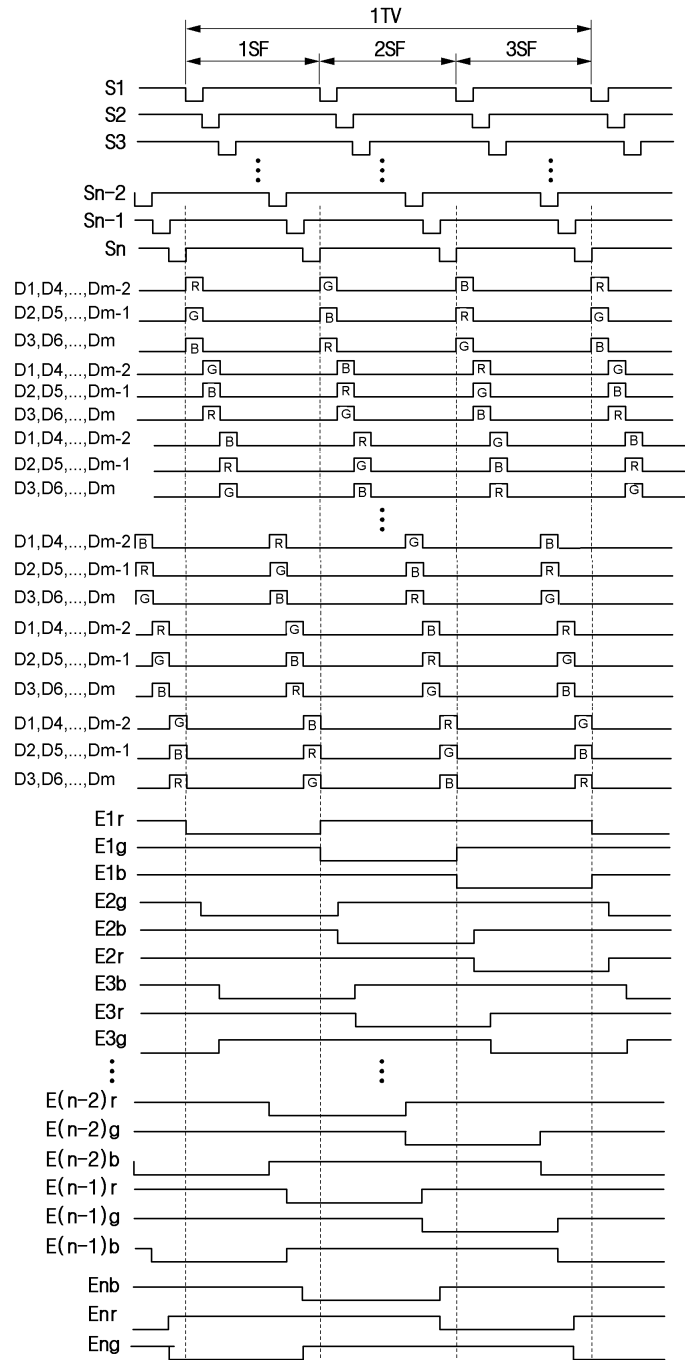 1TV
1SF 2SF 3SF
S1
S2
S3
Sn-2
Sn-1
Sn
D1,D4,...,Dm-2 R G B R
D2,D5,...,Dm-1 G B R G
D3,D6,...,Dm B R G B
D1,D4,...,Dm-2 G B R G
D2,D5,...,Dm-1 B R G B
D3,D6,...,Dm R G B R
D1,D4,...,Dm-2 B R G B
D2,D5,...,Dm-1 R G B R
D3,D6,...,Dm G B R G
D1,D4,...,Dm-2 B R G B
D2,D5,...,Dm-1 R G B R
D3,D6,...,Dm G B R G
D1,D4,...,Dm-2 R G B R
D2,D5,...,Dm-1 G B R G
D3,D6,...,Dm B R G B
D1,D4,...,Dm-2 G B R G
D2,D5,...,Dm-1 B R G B
D3,D6,...,Dm R G B R
E1r
E1g
E1b
E2g
E2b
E2r
E3b
E3r
E3g
E(n-2)r
E(n-2)g
E(n-2)b
E(n-1)r
E(n-1)g
E(n-1)b
Enb
Enr
Eng